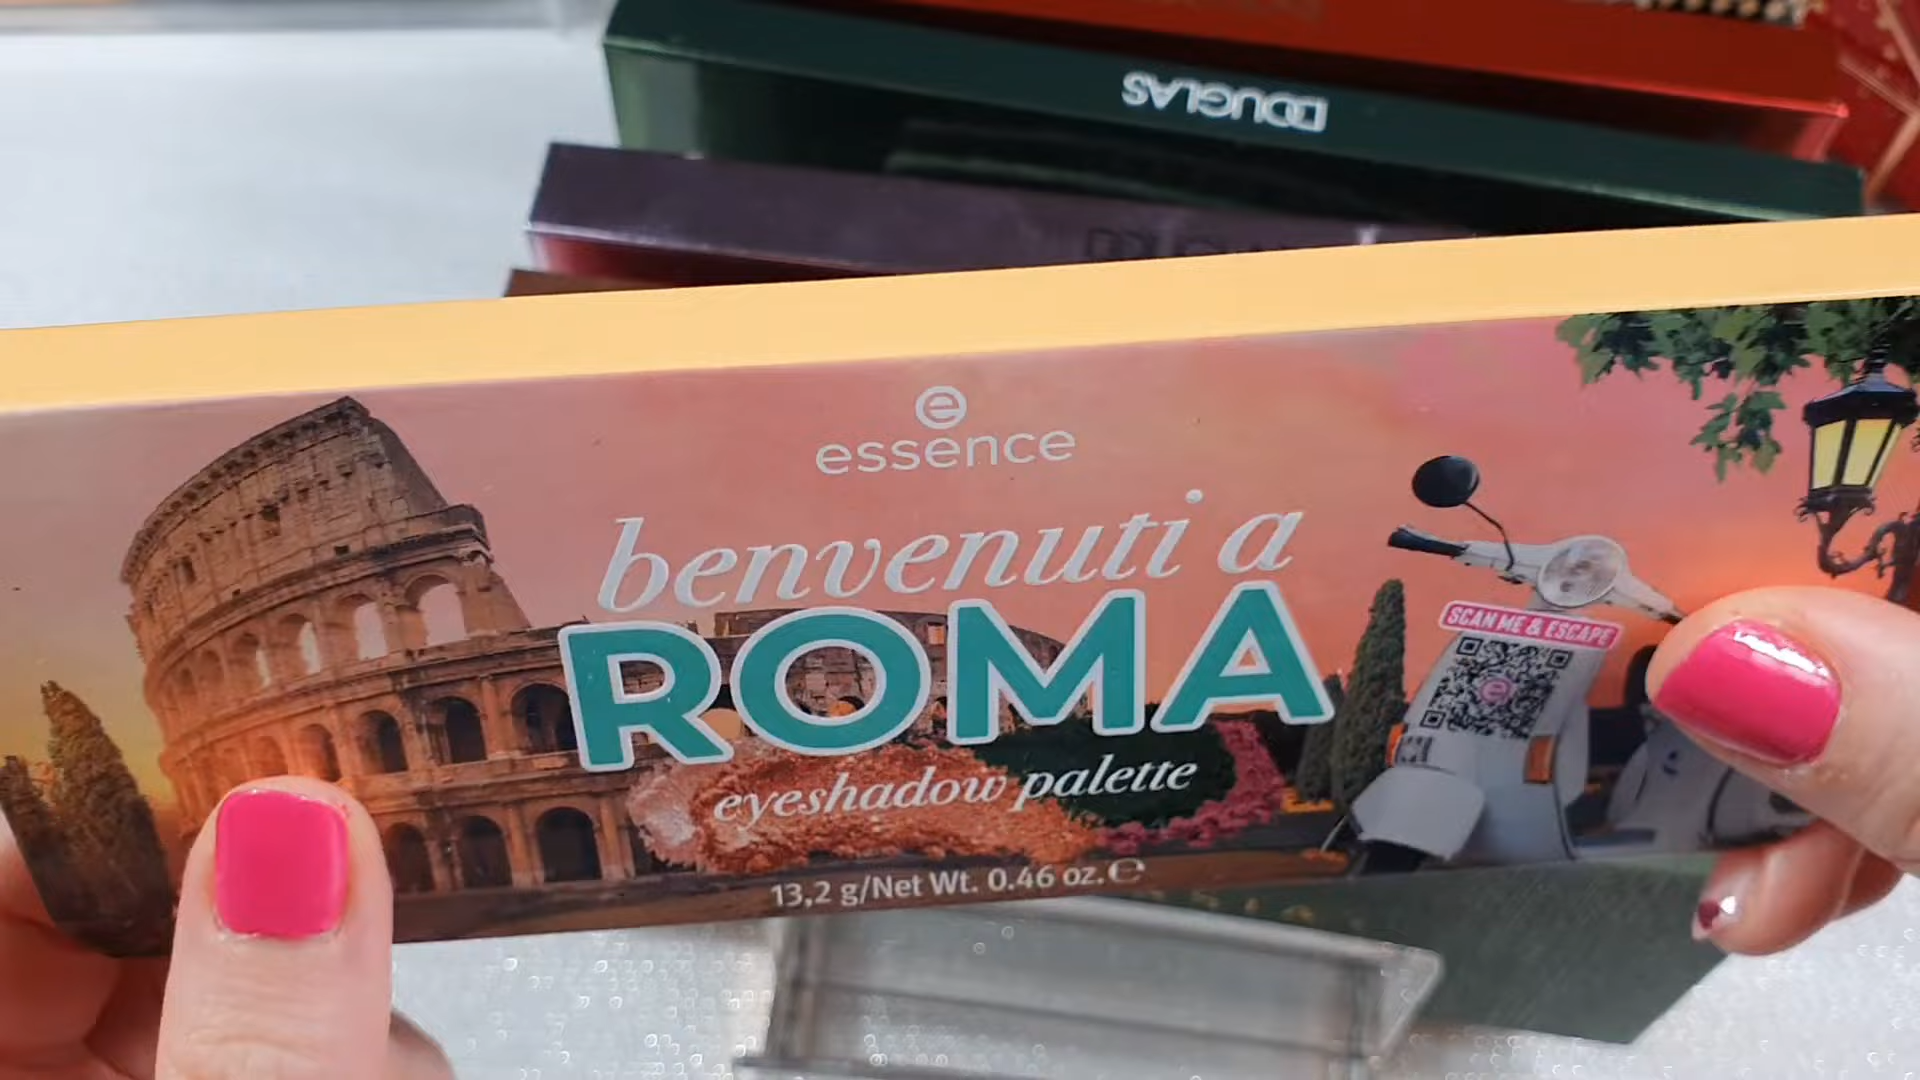 DOUGLAS
e
essence
benvenuti a
ROMA
eyeshadow palette
13,2 g/Net Wt. 0.46 oz. ℮
SCAN ME & ESCAPE
e